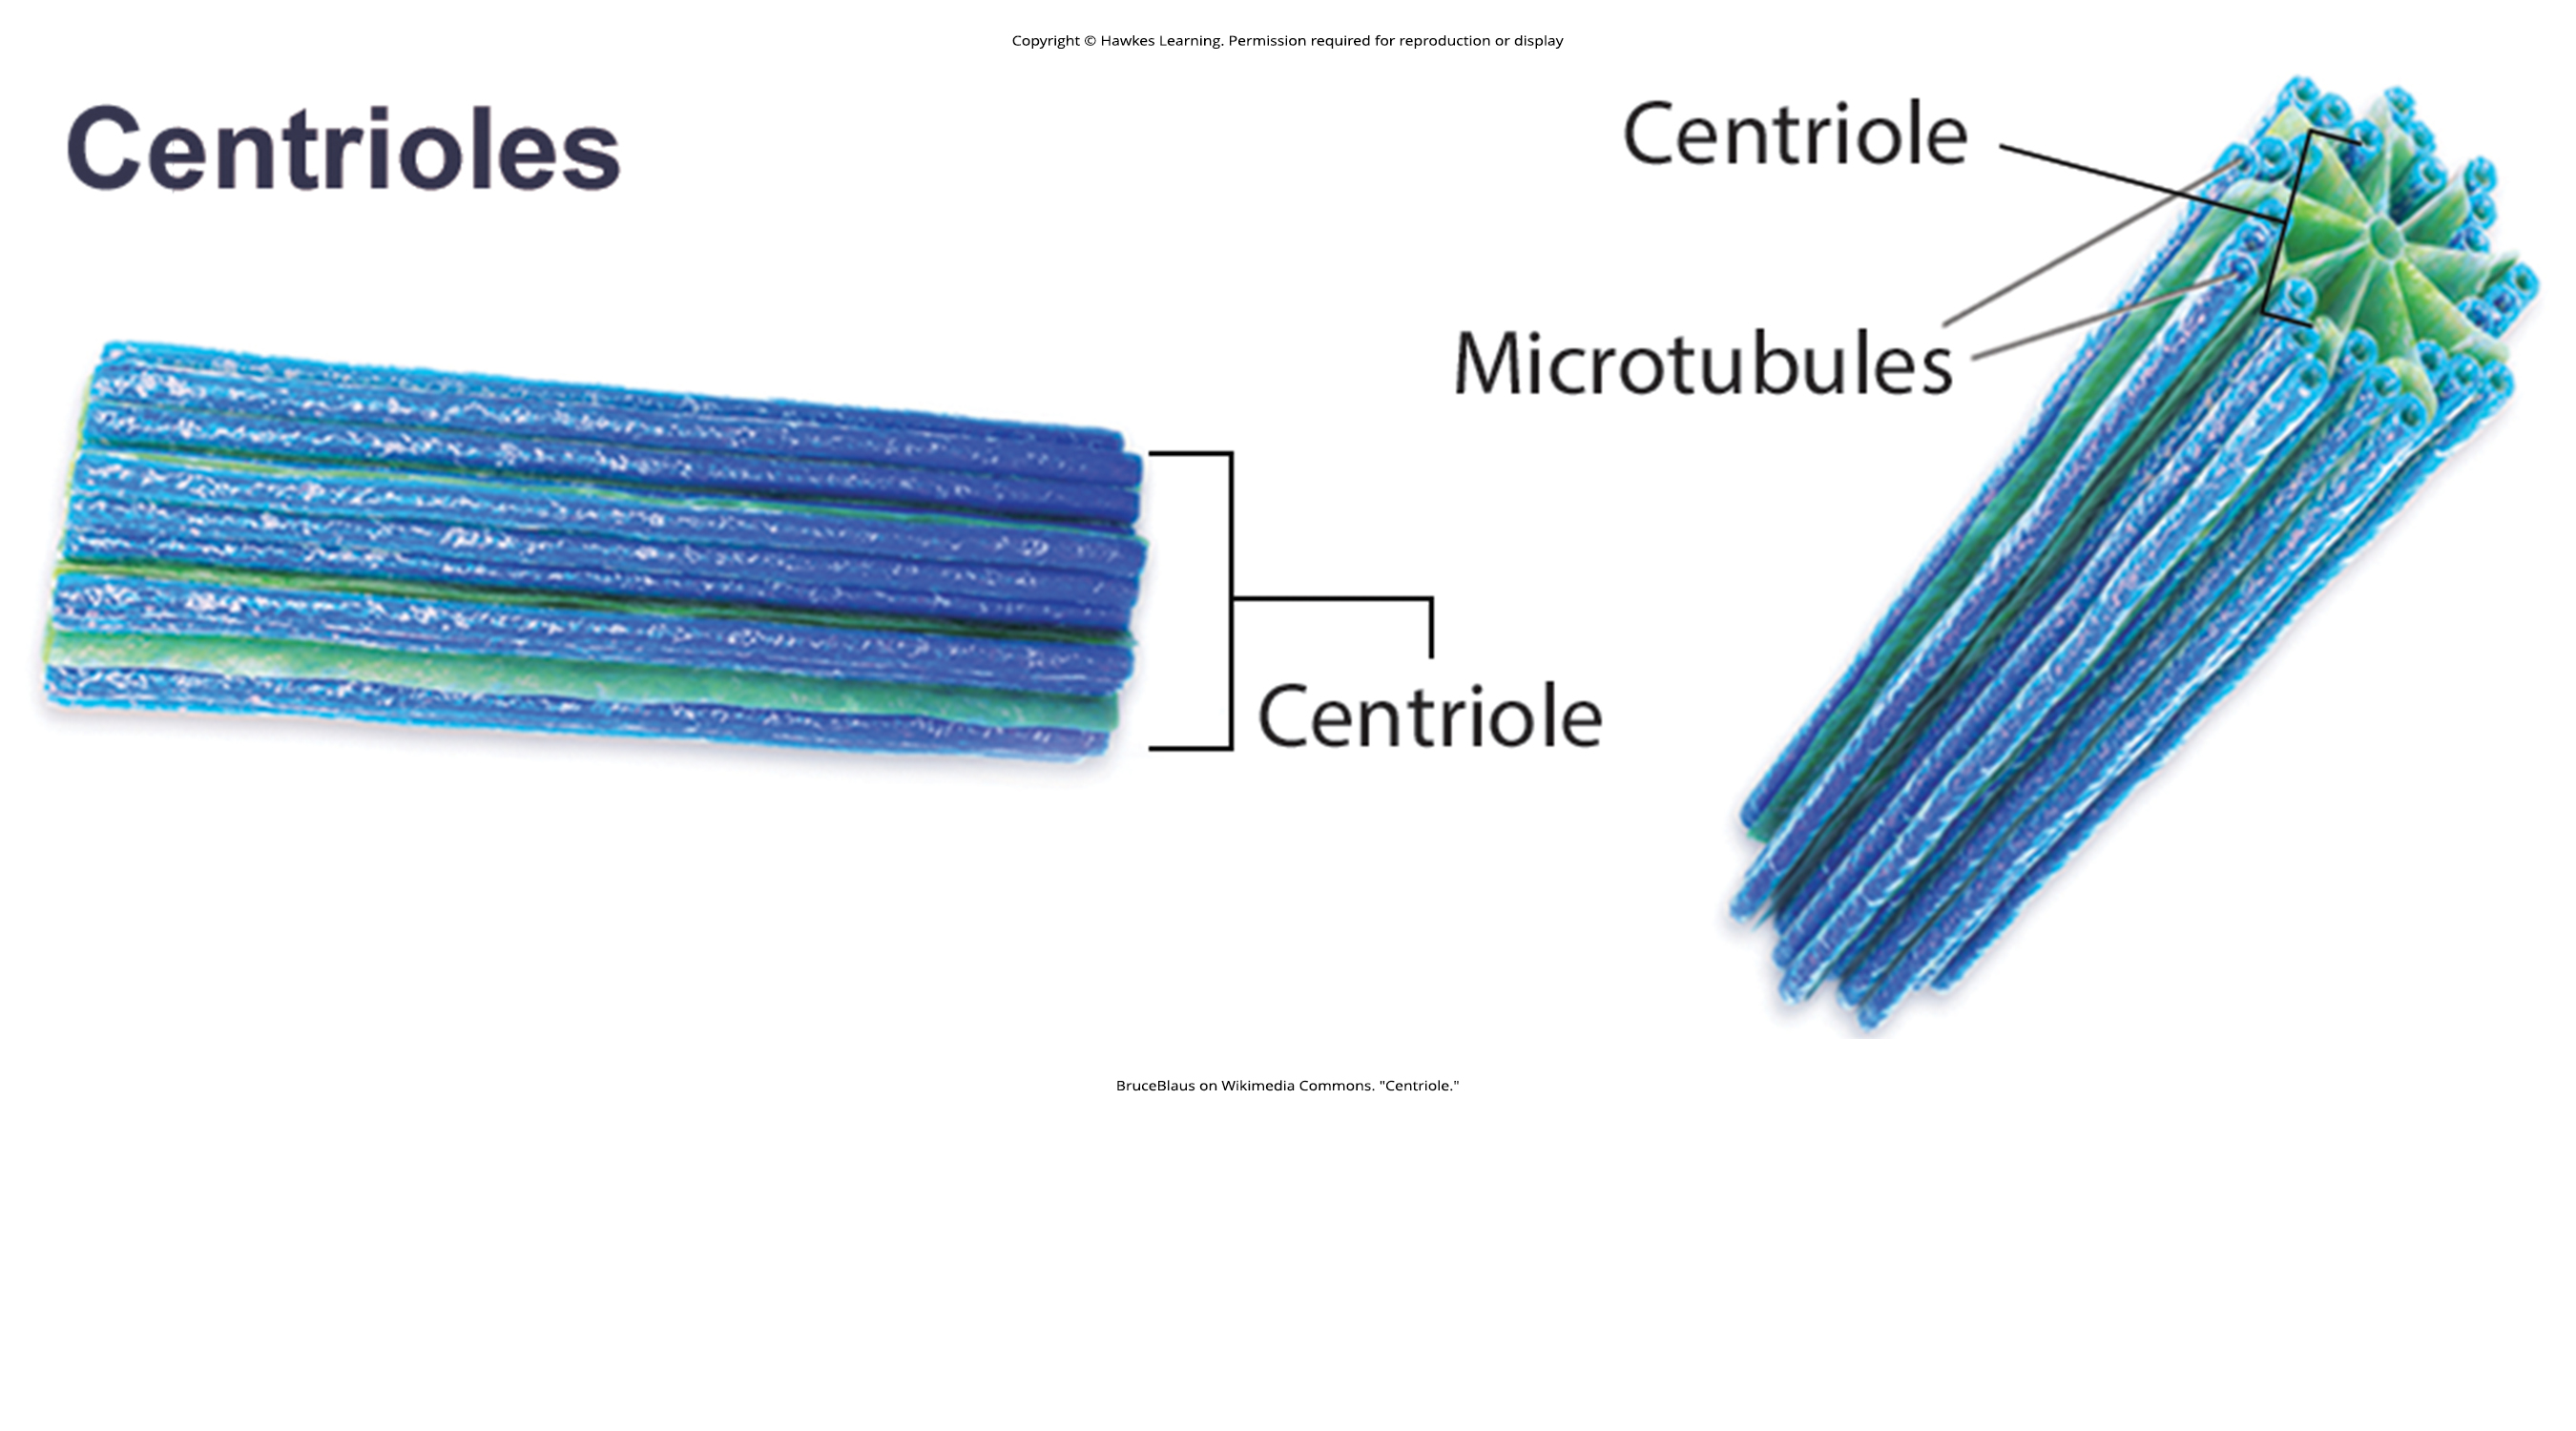 Copyright © Hawkes Learning. Permission required for reproduction or display
Centrioles
Centriole
Microtubules
Centriole
BruceBlaus on Wikimedia Commons. "Centriole."